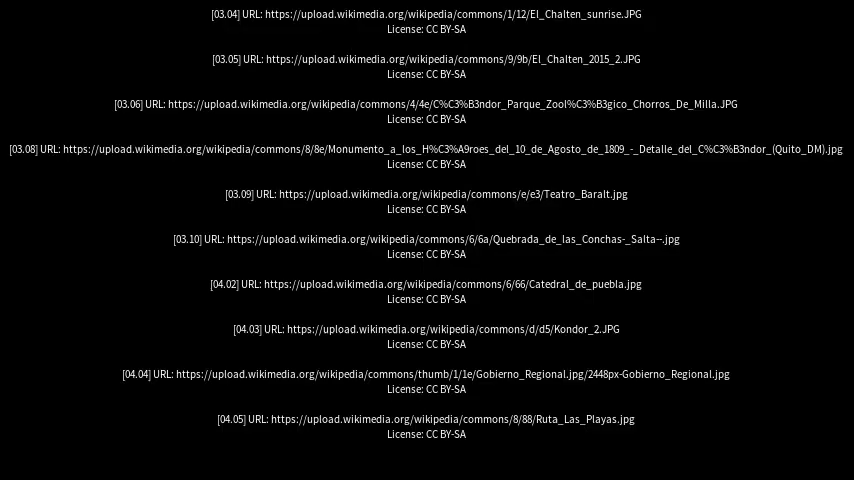 [03.04] URL: https://upload.wikimedia.org/wikipedia/commons/1/12/El_Chalten_sunrise.JPG
License: CC BY-SA
[03.05] URL: https://upload.wikimedia.org/wikipedia/commons/9/9b/El_Chalten_2015_2.JPG
License: CC BY-SA
[03.06] URL: https://upload.wikimedia.org/wikipedia/commons/4/4e/C%C3%B3ndor_Parque_Zool%C3%B3gico_Chorros_De_Milla.JPG
License: CC BY-SA
[03.08] URL: https://upload.wikimedia.org/wikipedia/commons/8/8e/Monumento_a_los_H%C3%A9roes_del_10_de_Agosto_de_1809_-_Detalle_del_C%C3%B3ndor_(Quito_DM).jpg
License: CC BY-SA
[03.09] URL: https://upload.wikimedia.org/wikipedia/commons/e/e3/Teatro_Baralt.jpg
License: CC BY-SA
[03.10] URL: https://upload.wikimedia.org/wikipedia/commons/6/6a/Quebrada_de_las_Conchas-_Salta--.jpg
License: CC BY-SA
[04.02] URL: https://upload.wikimedia.org/wikipedia/commons/6/66/Catedral_de_puebla.jpg
License: CC BY-SA
[04.03] URL: https://upload.wikimedia.org/wikipedia/commons/d/d5/Kondor_2.JPG
License: CC BY-SA
[04.04] URL: https://upload.wikimedia.org/wikipedia/commons/thumb/1/1e/Gobierno_Regional.jpg/2448px-Gobierno_Regional.jpg
License: CC BY-SA
[04.05] URL: https://upload.wikimedia.org/wikipedia/commons/8/88/Ruta_Las_Playas.jpg
License: CC BY-SA